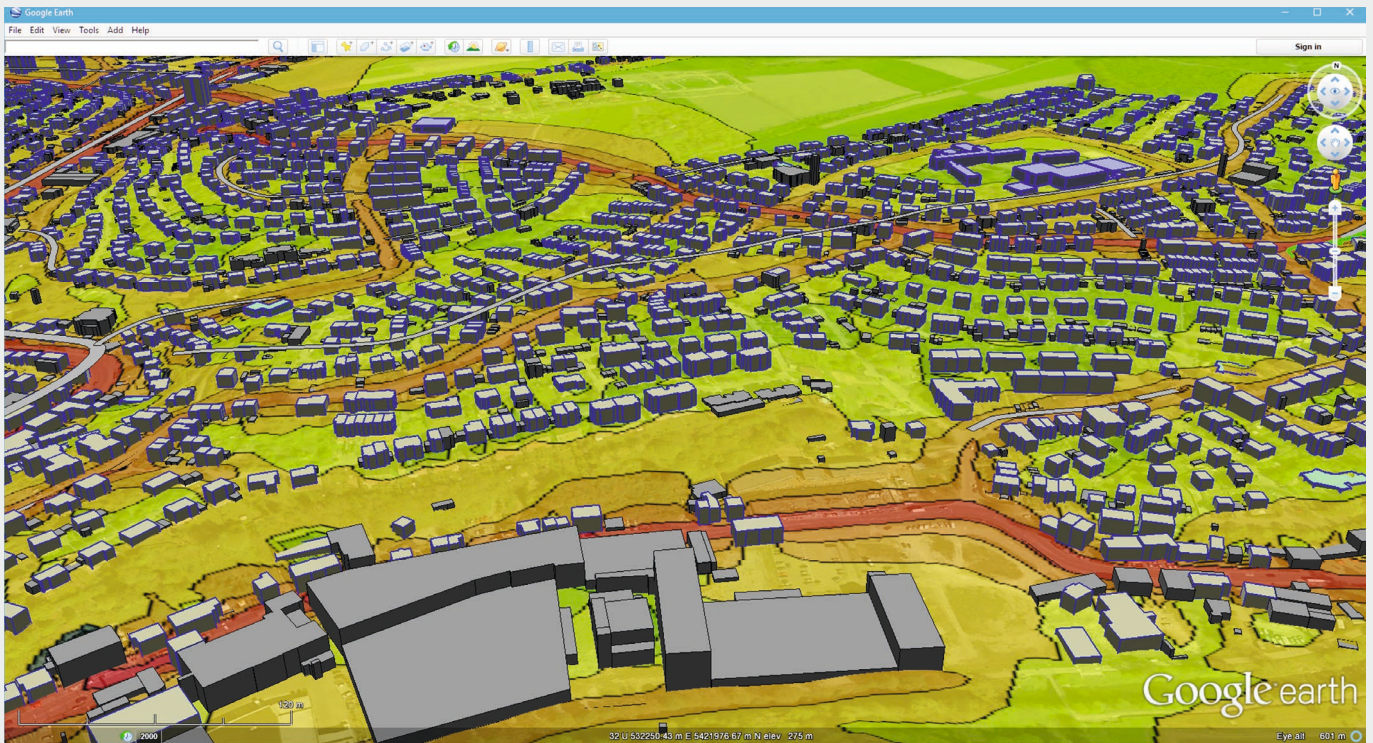 Google Earth
File Edit View Tools Add Help
Sign in
N
120 m
Google earth
2000
32 U 532250.43 m E 5421976.67 m N elev 275 m
Eye alt 601 m